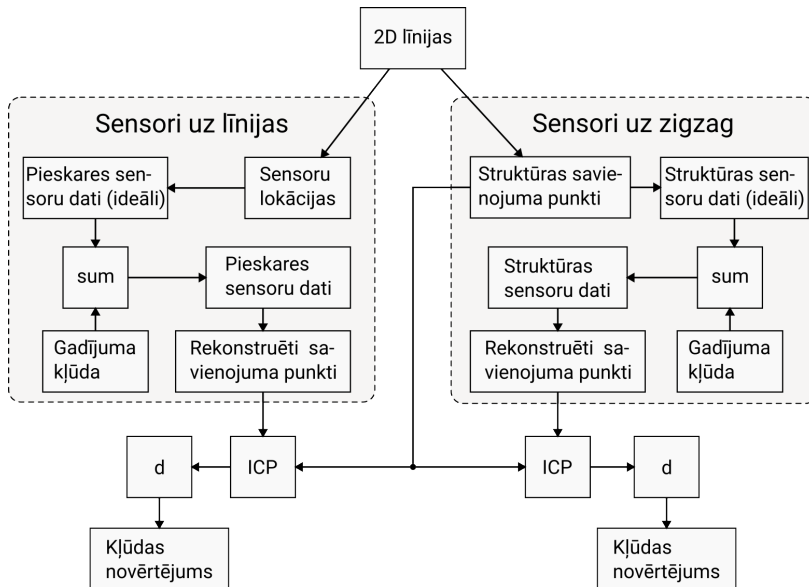 2D līnijas
Sensori uz līnijas
Pieskares sen-
soru dati (ideāli)
Sensoru
lokācijas
sum
Pieskares
sensoru dati
Gadījuma
kļūda
Rekonstruēti sa-
vienojuma punkti
d
ICP
Kļūdas
novērtējums
Sensori uz zigzag
Struktūras savie-
nojuma punkti
Struktūras sen-
soru dati (ideāli)
Struktūras
sensoru dati
sum
Rekonstruēti sa-
vienojuma punkti
Gadījuma
kļūda
ICP
d
Kļūdas
novērtējums